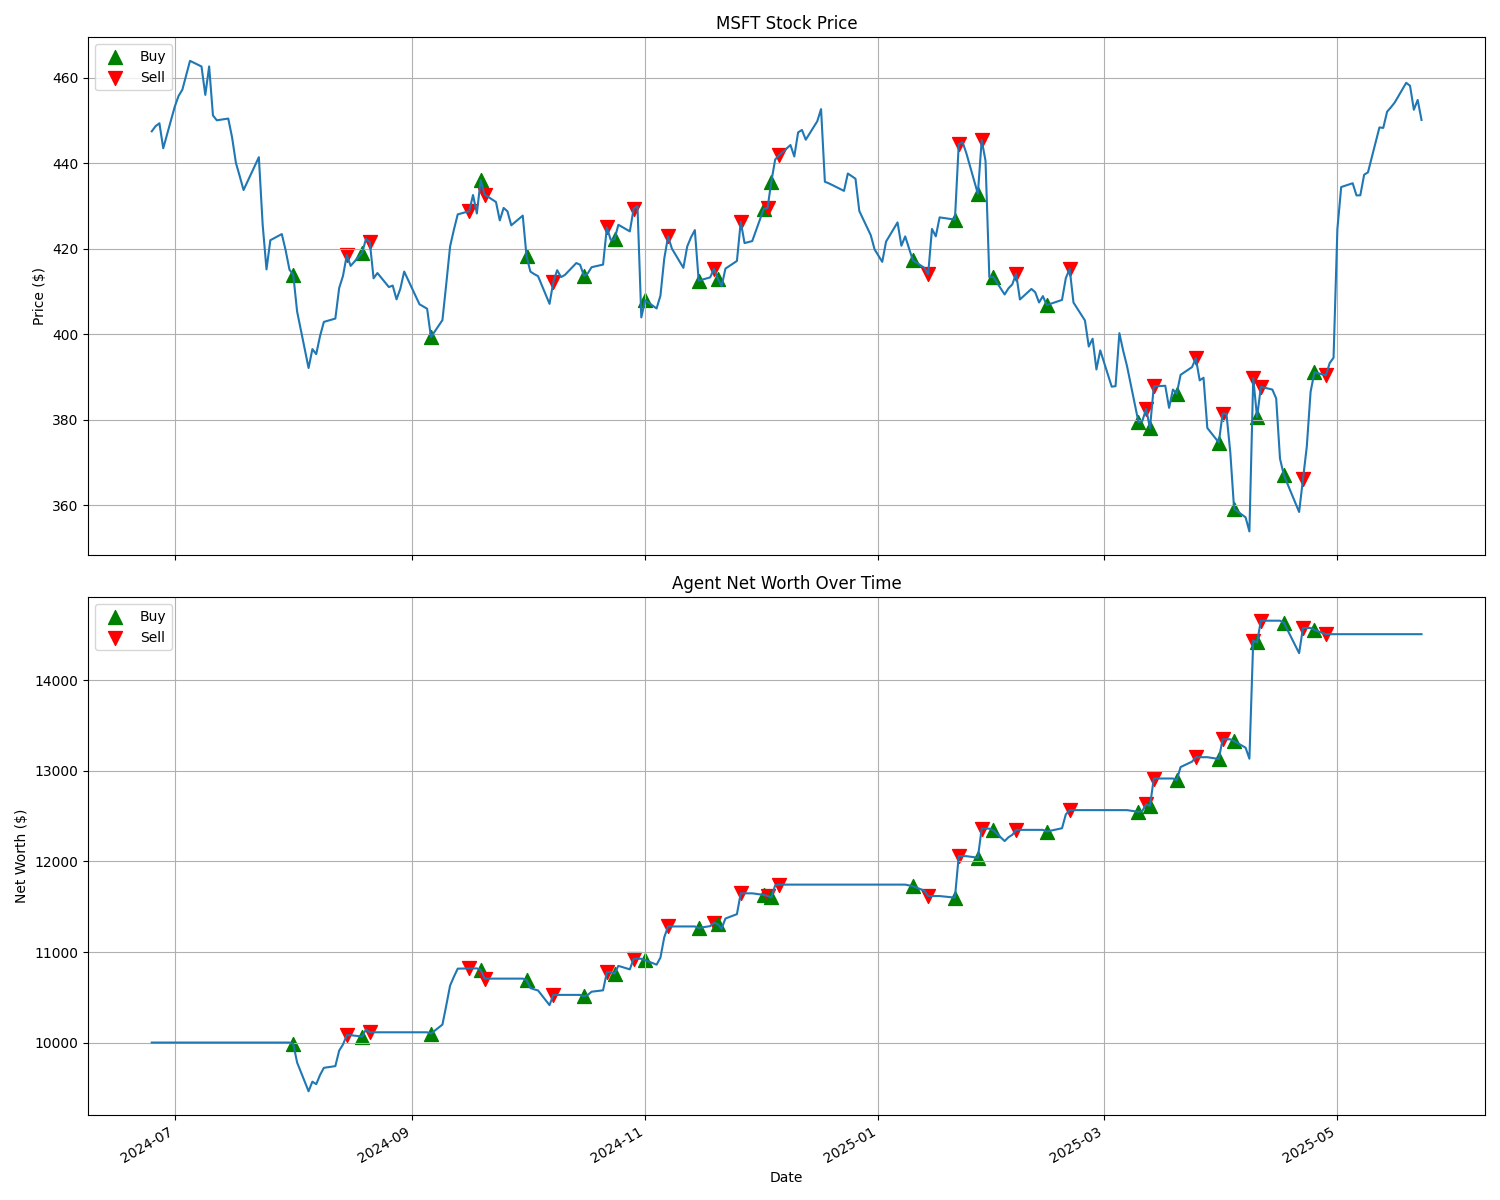 MSFT Stock Price
Buy
Sell
460
440
420
400
380
360
Price ($)
Agent Net Worth Over Time
Buy
Sell
14000
13000
12000
11000
10000
Net Worth ($)
2024-07
2024-09
2024-11
2025-01
2025-03
2025-05
Date